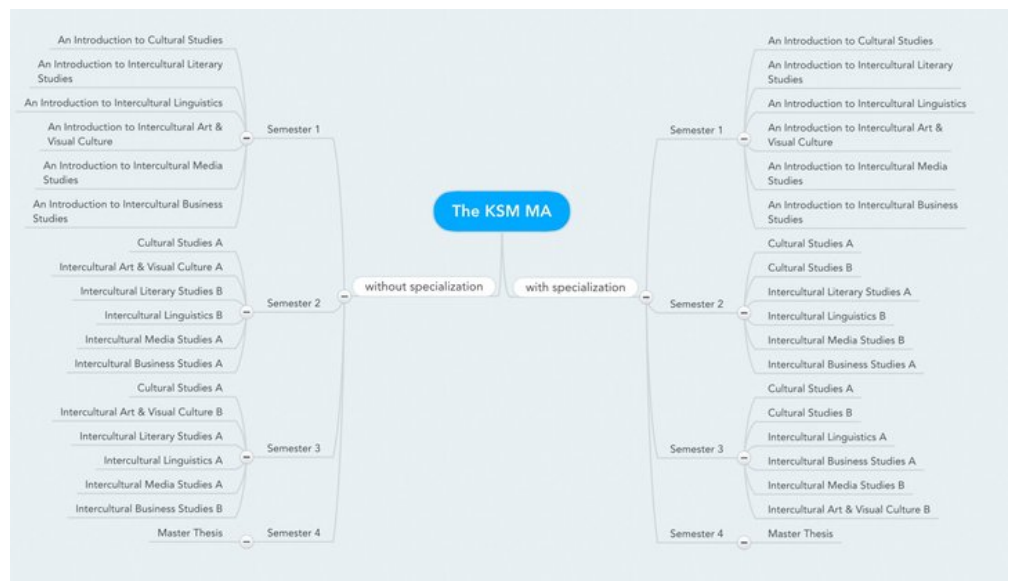 The KSM MA
without specialization
Semester 1
An Introduction to Cultural Studies
An Introduction to Intercultural Literary
Studies
An Introduction to Intercultural Linguistics
An Introduction to Intercultural Art &
Visual Culture
An Introduction to Intercultural Media
Studies
An Introduction to Intercultural Business
Studies
Semester 2
Cultural Studies A
Intercultural Art & Visual Culture A
Intercultural Literary Studies B
Intercultural Linguistics B
Intercultural Media Studies A
Intercultural Business Studies A
Semester 3
Cultural Studies A
Intercultural Art & Visual Culture B
Intercultural Literary Studies A
Intercultural Linguistics A
Intercultural Media Studies A
Intercultural Business Studies B
Semester 4
Master Thesis
with specialization
Semester 1
An Introduction to Cultural Studies
An Introduction to Intercultural Literary
Studies
An Introduction to Intercultural Linguistics
An Introduction to Intercultural Art &
Visual Culture
An Introduction to Intercultural Media
Studies
An Introduction to Intercultural Business
Studies
Semester 2
Cultural Studies A
Cultural Studies B
Intercultural Literary Studies A
Intercultural Linguistics B
Intercultural Media Studies B
Intercultural Business Studies A
Semester 3
Cultural Studies A
Cultural Studies B
Intercultural Linguistics A
Intercultural Business Studies A
Intercultural Media Studies B
Intercultural Art & Visual Culture B
Semester 4
Master Thesis